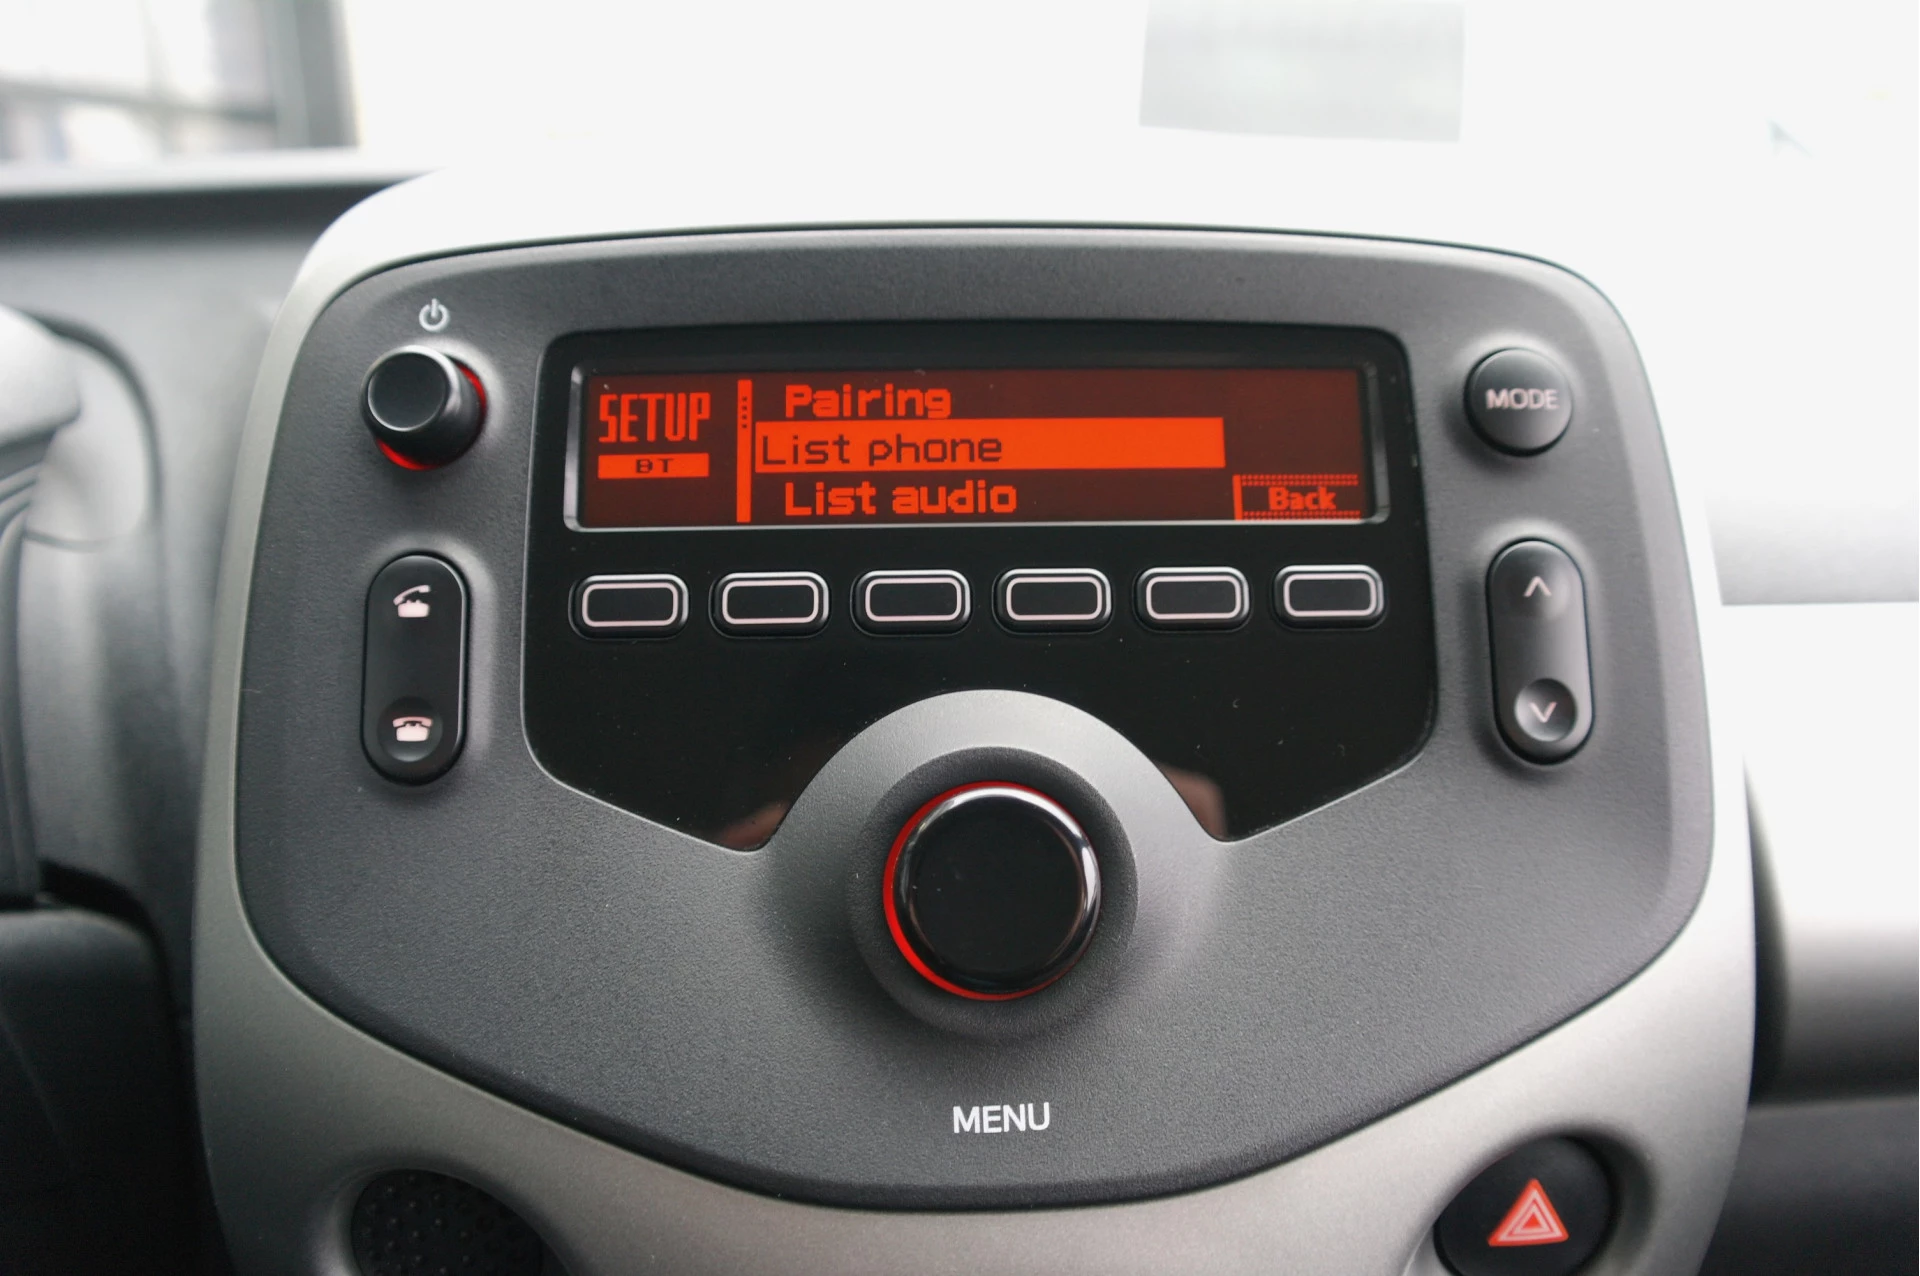 SETUP
BT
Pairing
List phone
List audio
Back
MODE
MENU